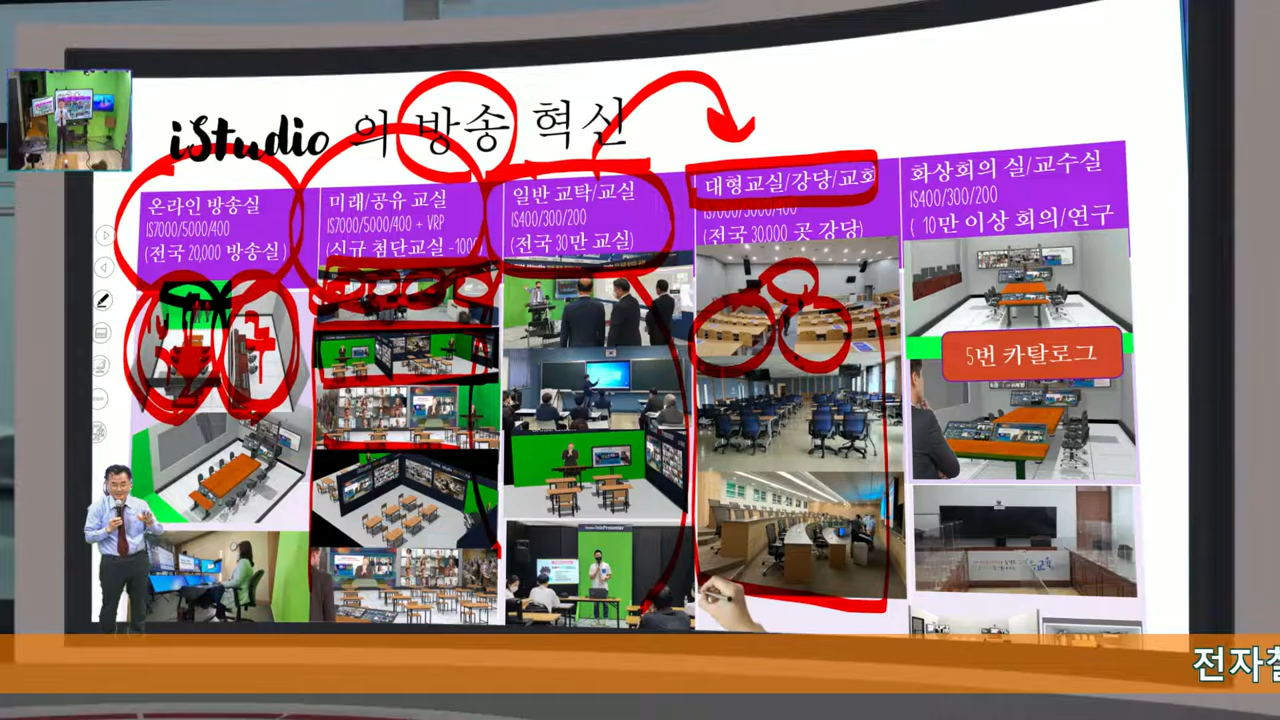 iStudio 의 방송 혁신
온라인 방송실
IS7000/5000/400
(전국 20,000 방송실)
미래/공유 교실
IS7000/5000/400 + VRP
(신규 첨단교실 -1000
일반 교탁/교실
IS400/300/200
(전국 30만 교실)
대형교실/강당/교회
IS7000/5000/400
(전국 30,000 곳 강당)
화상회의 실/교수실
IS400/300/200
( 10만 이상 회의/연구
5번 카탈로그
전자칠